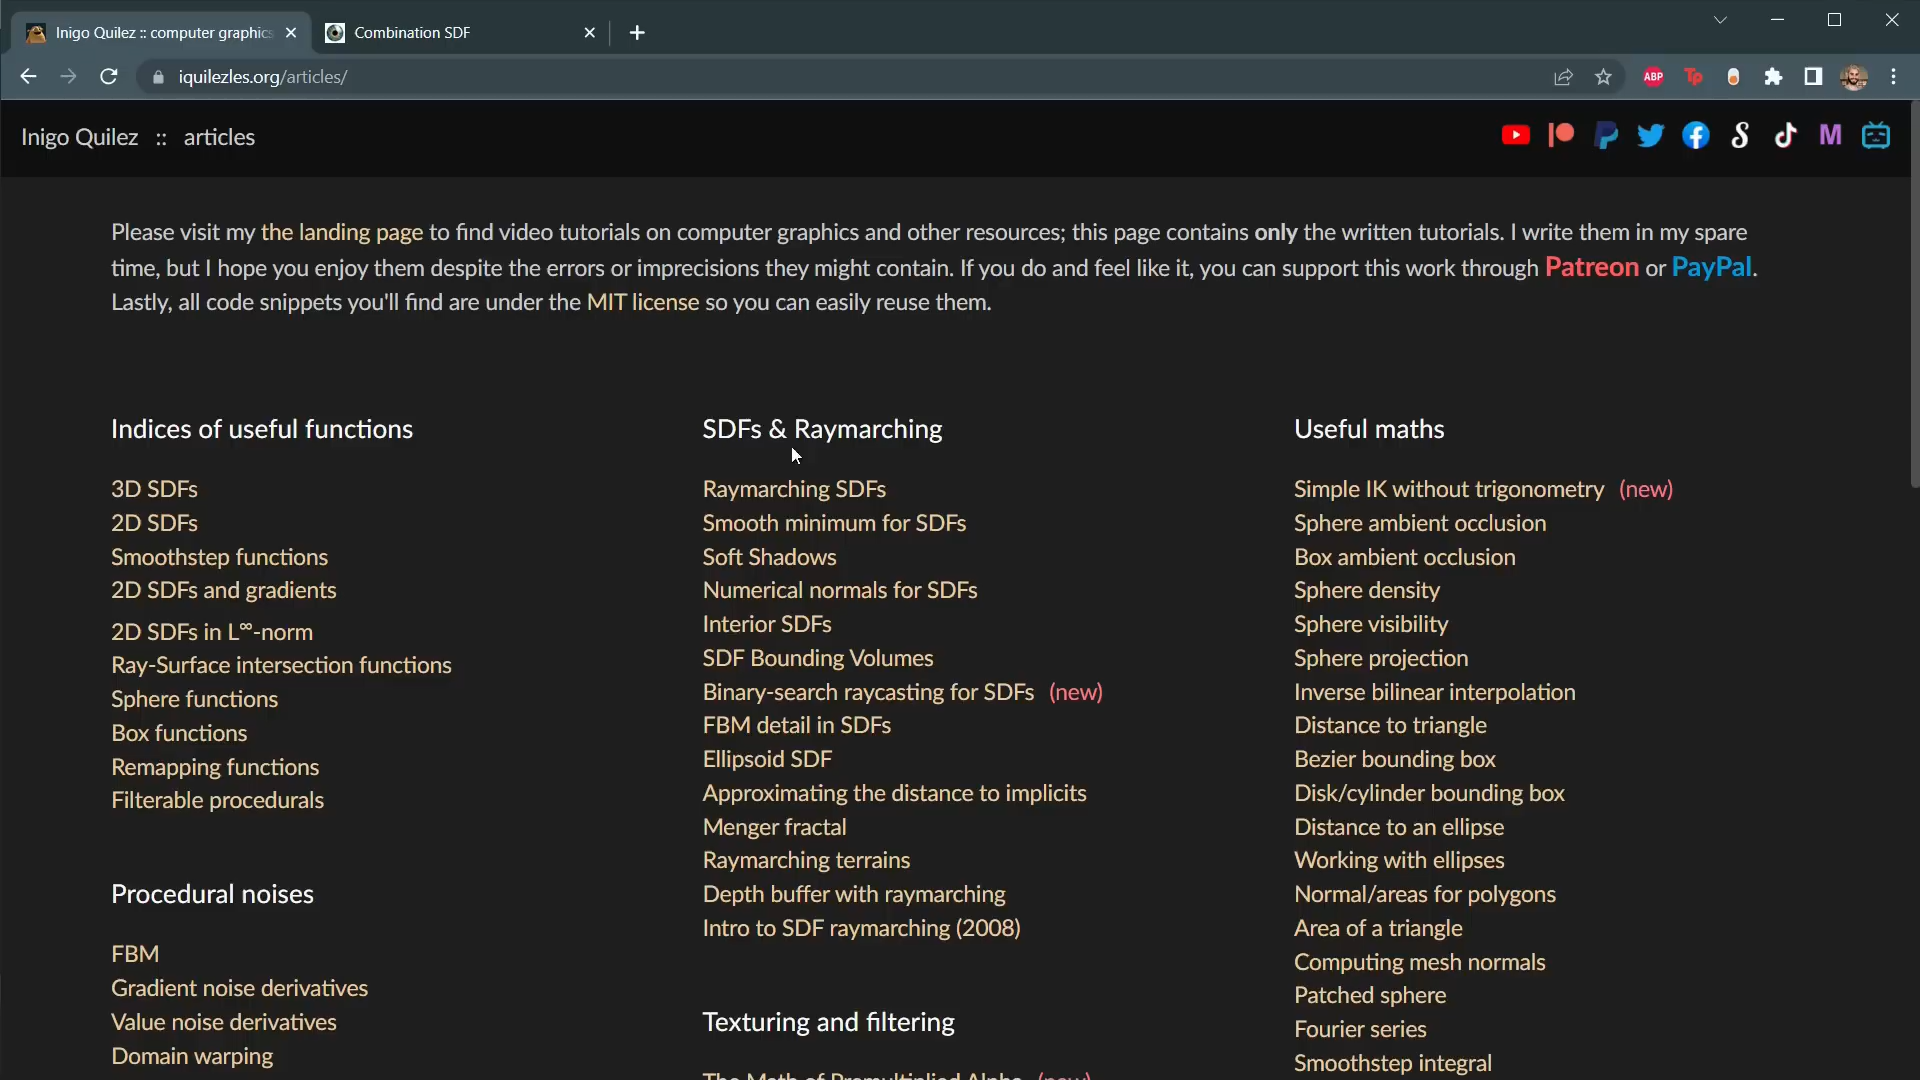 Inigo Quilez :: computer graphics
Combination SDF
iquilezles.org/articles/
ABP
Tp
Inigo Quilez :: articles
Please visit my the landing page to find video tutorials on computer graphics and other resources; this page contains only the written tutorials. I write them in my spare
time, but I hope you enjoy them despite the errors or imprecisions they might contain. If you do and feel like it, you can support this work through Patreon or PayPal.
Lastly, all code snippets you'll find are under the MIT license so you can easily reuse them.
Indices of useful functions
3D SDFs
2D SDFs
Smoothstep functions
2D SDFs and gradients
2D SDFs in L∞-norm
Ray-Surface intersection functions
Sphere functions
Box functions
Remapping functions
Filterable procedurals
Procedural noises
FBM
Gradient noise derivatives
Value noise derivatives
Domain warping
SDFs & Raymarching
Raymarching SDFs
Smooth minimum for SDFs
Soft Shadows
Numerical normals for SDFs
Interior SDFs
SDF Bounding Volumes
Binary-search raycasting for SDFs (new)
FBM detail in SDFs
Ellipsoid SDF
Approximating the distance to implicits
Menger fractal
Raymarching terrains
Depth buffer with raymarching
Intro to SDF raymarching (2008)
Texturing and filtering
The Math of Premultiplied Alpha (new)
Useful maths
Simple IK without trigonometry (new)
Sphere ambient occlusion
Box ambient occlusion
Sphere density
Sphere visibility
Sphere projection
Inverse bilinear interpolation
Distance to triangle
Bezier bounding box
Disk/cylinder bounding box
Distance to an ellipse
Working with ellipses
Normal/areas for polygons
Area of a triangle
Computing mesh normals
Patched sphere
Fourier series
Smoothstep integral